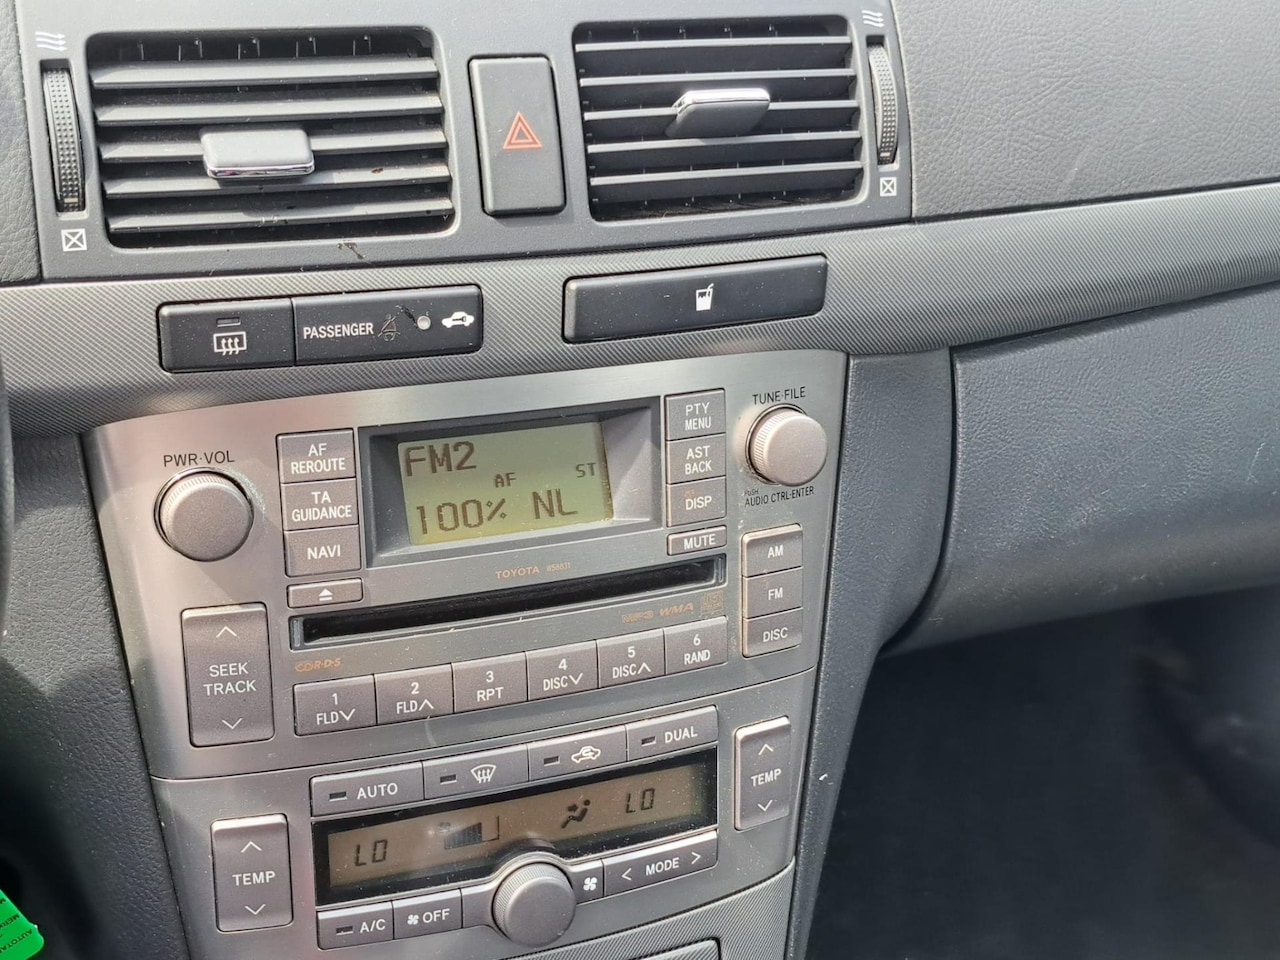 PASSENGER
PWR·VOL
AF
REROUTE
TA
GUIDANCE
NAVI
FM2
AF
ST
100% NL
PTY
MENU
AST
BACK
DISP
MUTE
TUNE·FILE
PUSH
AUDIO CTRL·ENTER
AM
FM
DISC
TOYOTA
MP3 WMA
SEEK
TRACK
1
FLD
2
FLD
3
RPT
4
DISC
5
DISC
6
RAND
AUTO
DUAL
TEMP
LO
LO
TEMP
A/C
OFF
< MODE >